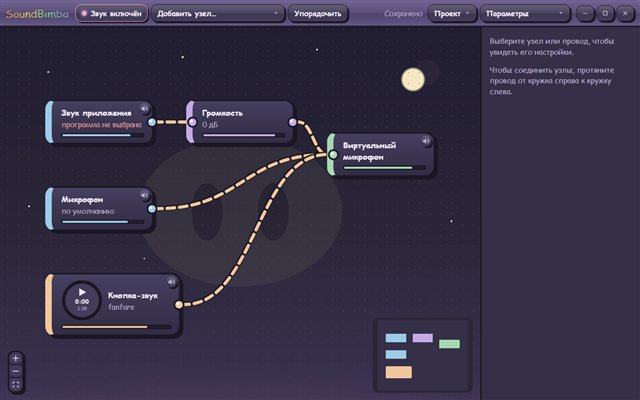 SoundBimba
Звук включён
Добавить узел...
Упорядочить
Сохранено
Проект
Параметры
Выберите узел или провод, чтобы
увидеть его настройки.
Чтобы соединить узлы, протяните
провод от кружка справа к кружку
слева.
Звук приложения
программа не выбрана
Громкость
0 дБ
Виртуальный
микрофон
Микрофон
по умолчанию
0:00
1:35
Кнопка-звук
fanfare